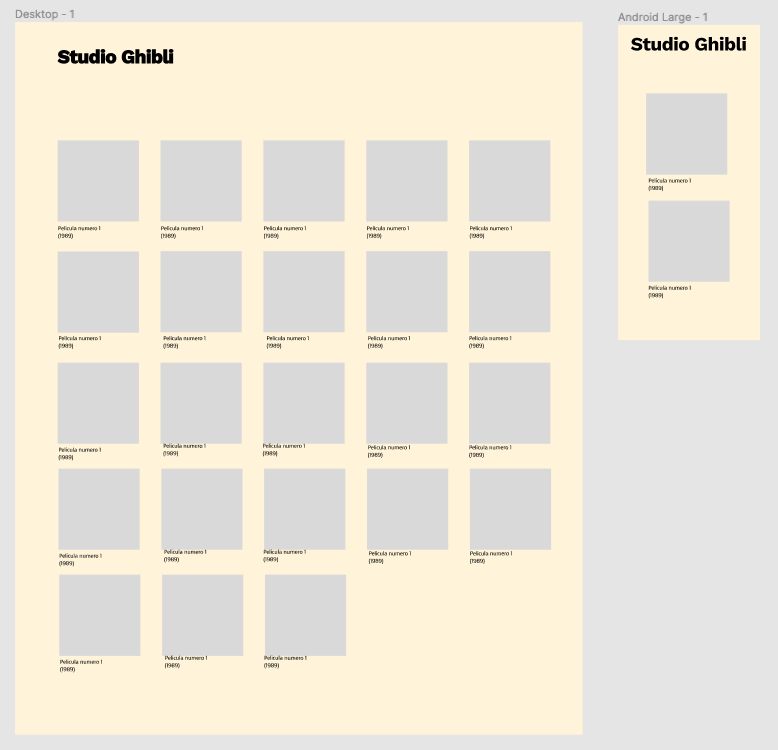 Desktop - 1
Studio Ghibli
Pelicula numero 1
(1989)
Pelicula numero 1
(1989)
Pelicula numero 1
(1989)
Pelicula numero 1
(1989)
Pelicula numero 1
(1989)
Pelicula numero 1
(1989)
Pelicula numero 1
(1989)
Pelicula numero 1
(1989)
Pelicula numero 1
(1989)
Pelicula numero 1
(1989)
Pelicula numero 1
(1989)
Pelicula numero 1
(1989)
Pelicula numero 1
(1989)
Pelicula numero 1
(1989)
Pelicula numero 1
(1989)
Pelicula numero 1
(1989)
Pelicula numero 1
(1989)
Pelicula numero 1
(1989)
Pelicula numero 1
(1989)
Pelicula numero 1
(1989)
Pelicula numero 1
(1989)
Pelicula numero 1
(1989)
Pelicula numero 1
(1989)
Android Large - 1
Studio Ghibli
Pelicula numero 1
(1989)
Pelicula numero 1
(1989)